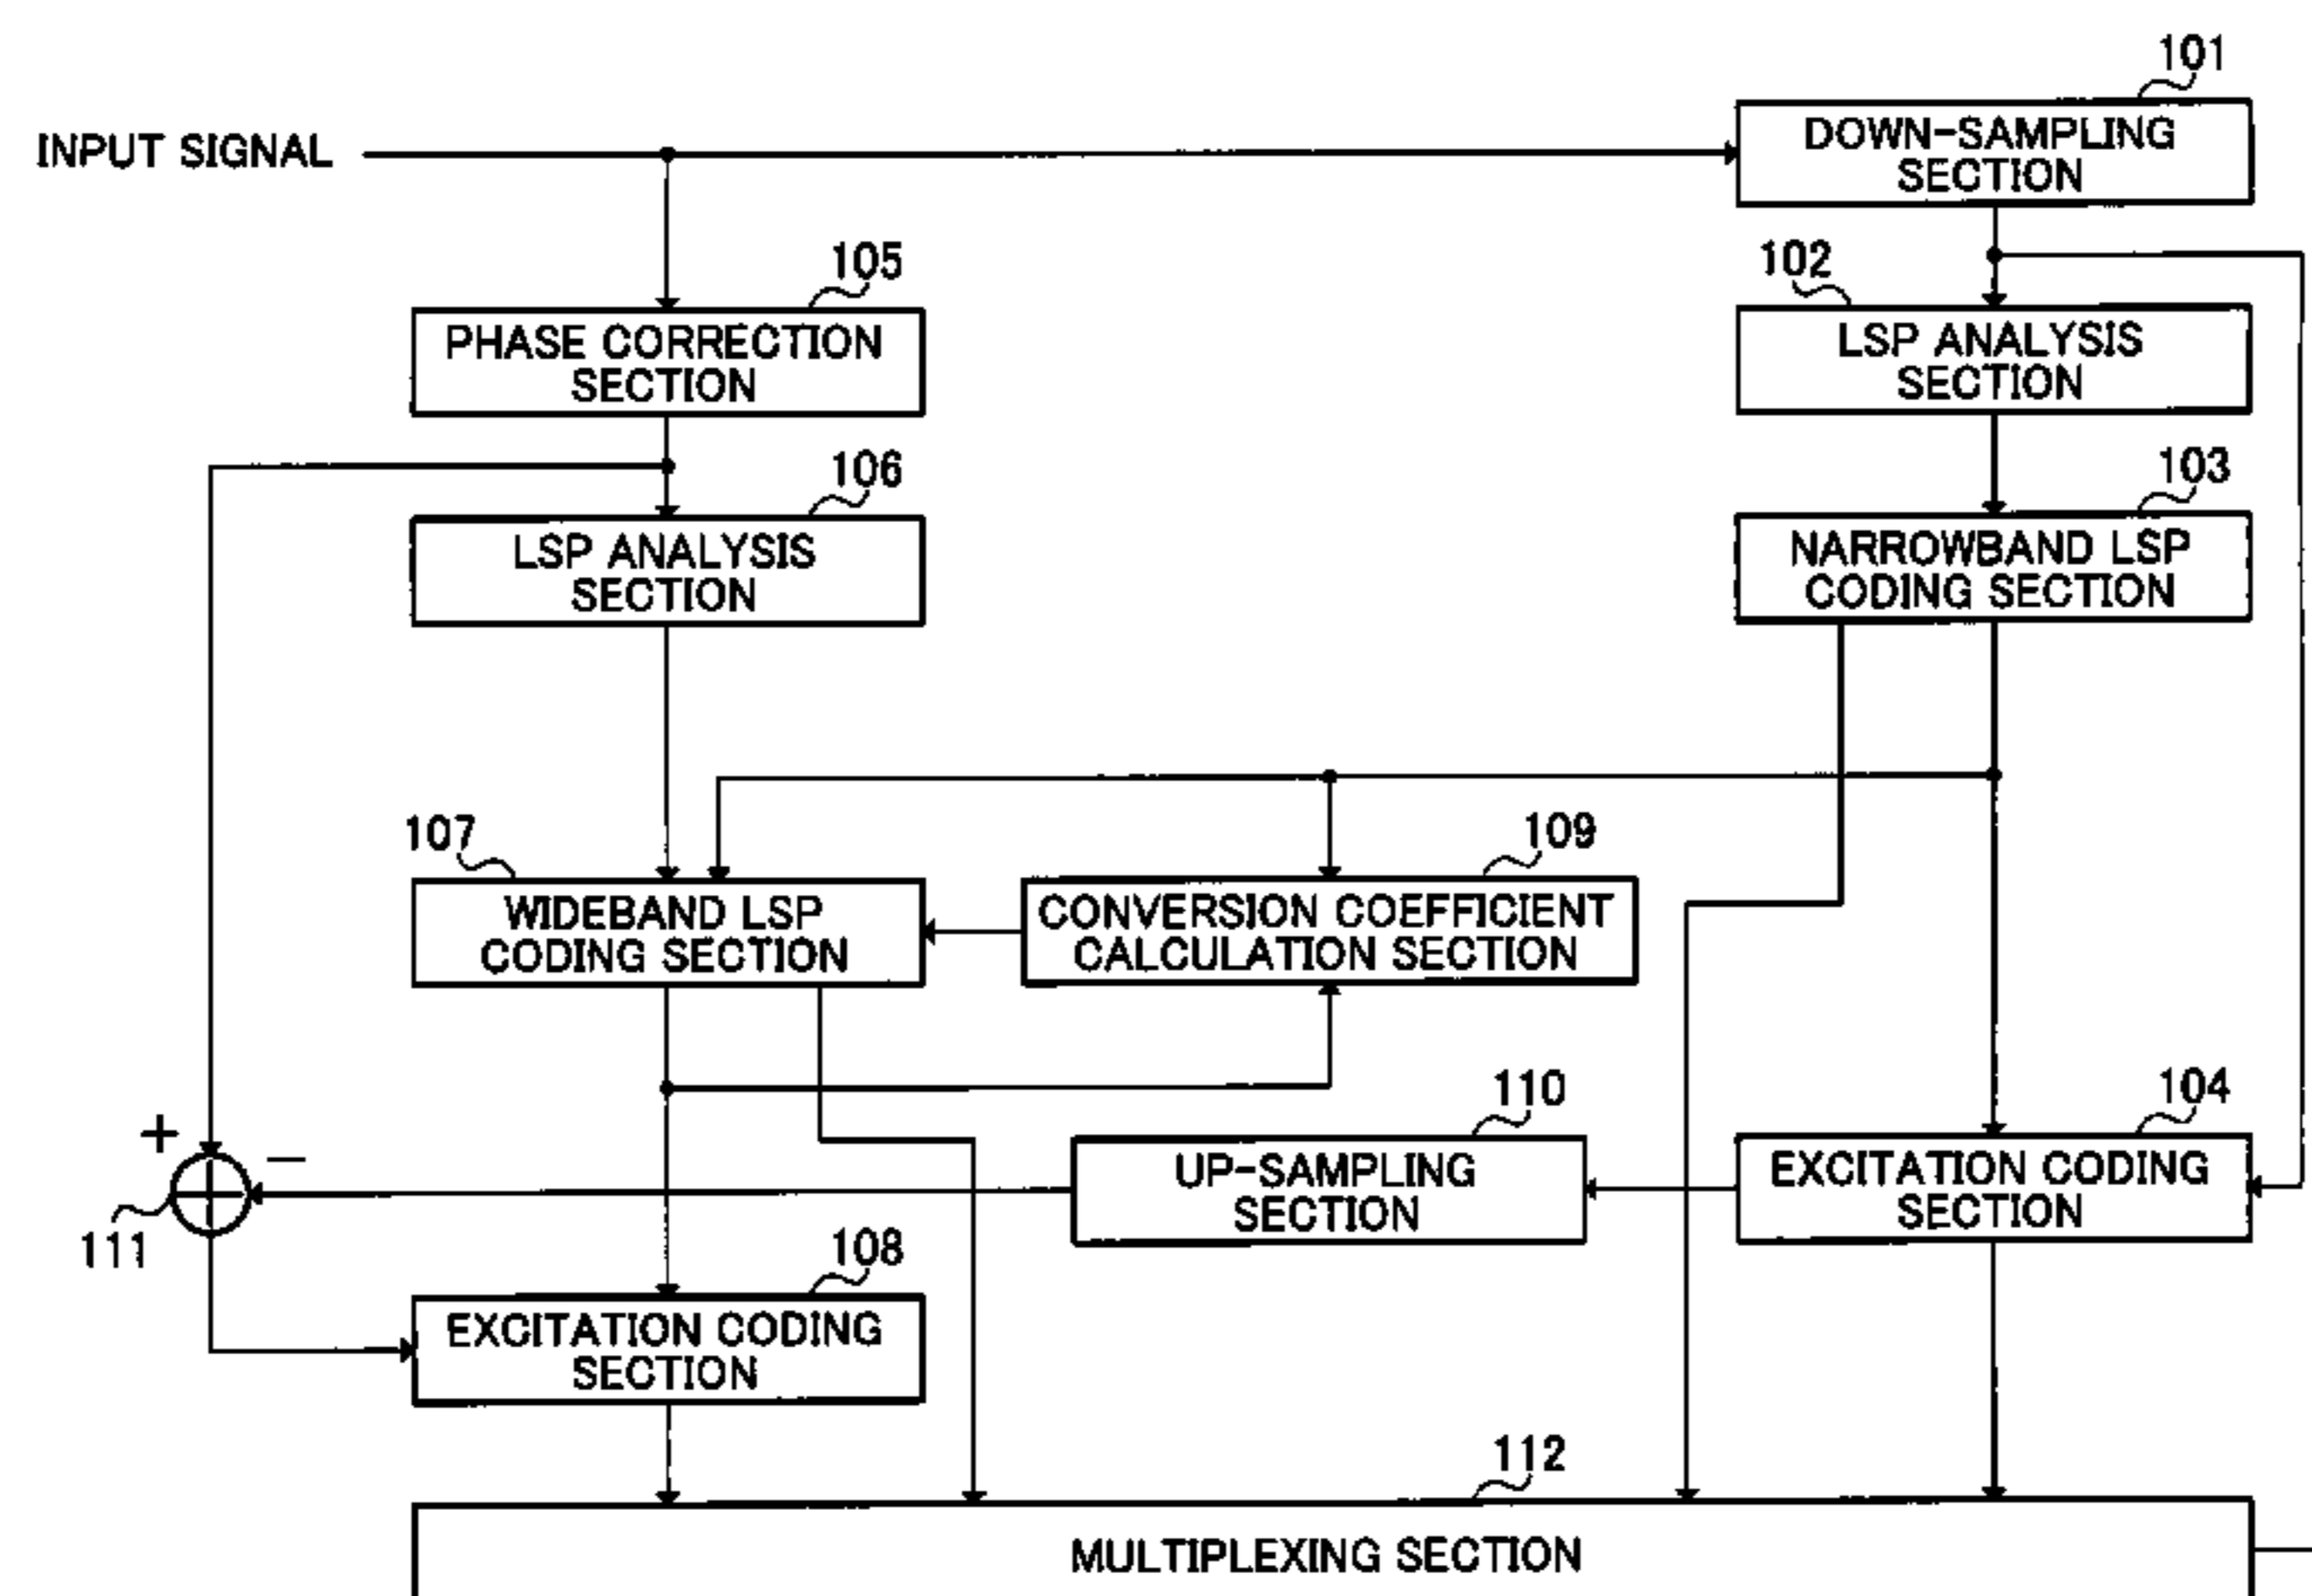 101
INPUT SIGNAL
DOWN-SAMPLING
SECTION
105
102
PHASE CORRECTION
SECTION
LSP ANALYSIS
SECTION
106
103
LSP ANALYSIS
SECTION
NARROWBAND LSP
CODING SECTION
107
109
WIDEBAND LSP
CODING SECTION
CONVERSION COEFFICIENT
CALCULATION SECTION
110
104
+
−
UP-SAMPLING
SECTION
EXCITATION CODING
SECTION
111
108
EXCITATION CODING
SECTION
112
MULTIPLEXING SECTION